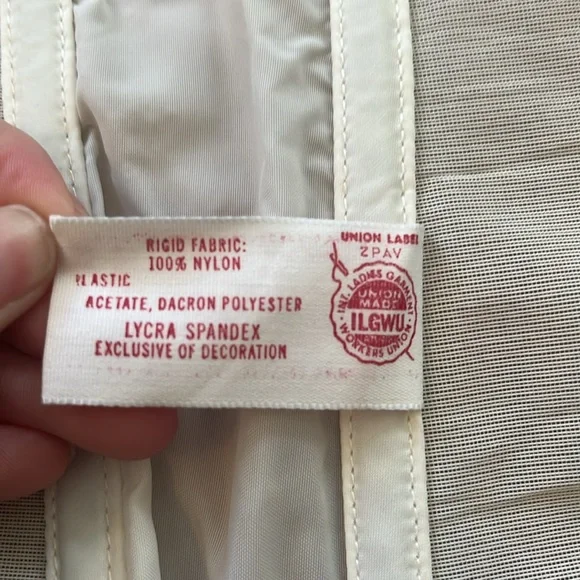 RIGID FABRIC:
100% NYLON
ELASTIC
ACETATE, DACRON POLYESTER
LYCRA SPANDEX
EXCLUSIVE OF DECORATION
UNION LABEL
ZPAV
INT. LADIES GARMENT
UNION
MADE
ILGWU
WORKERS UNION